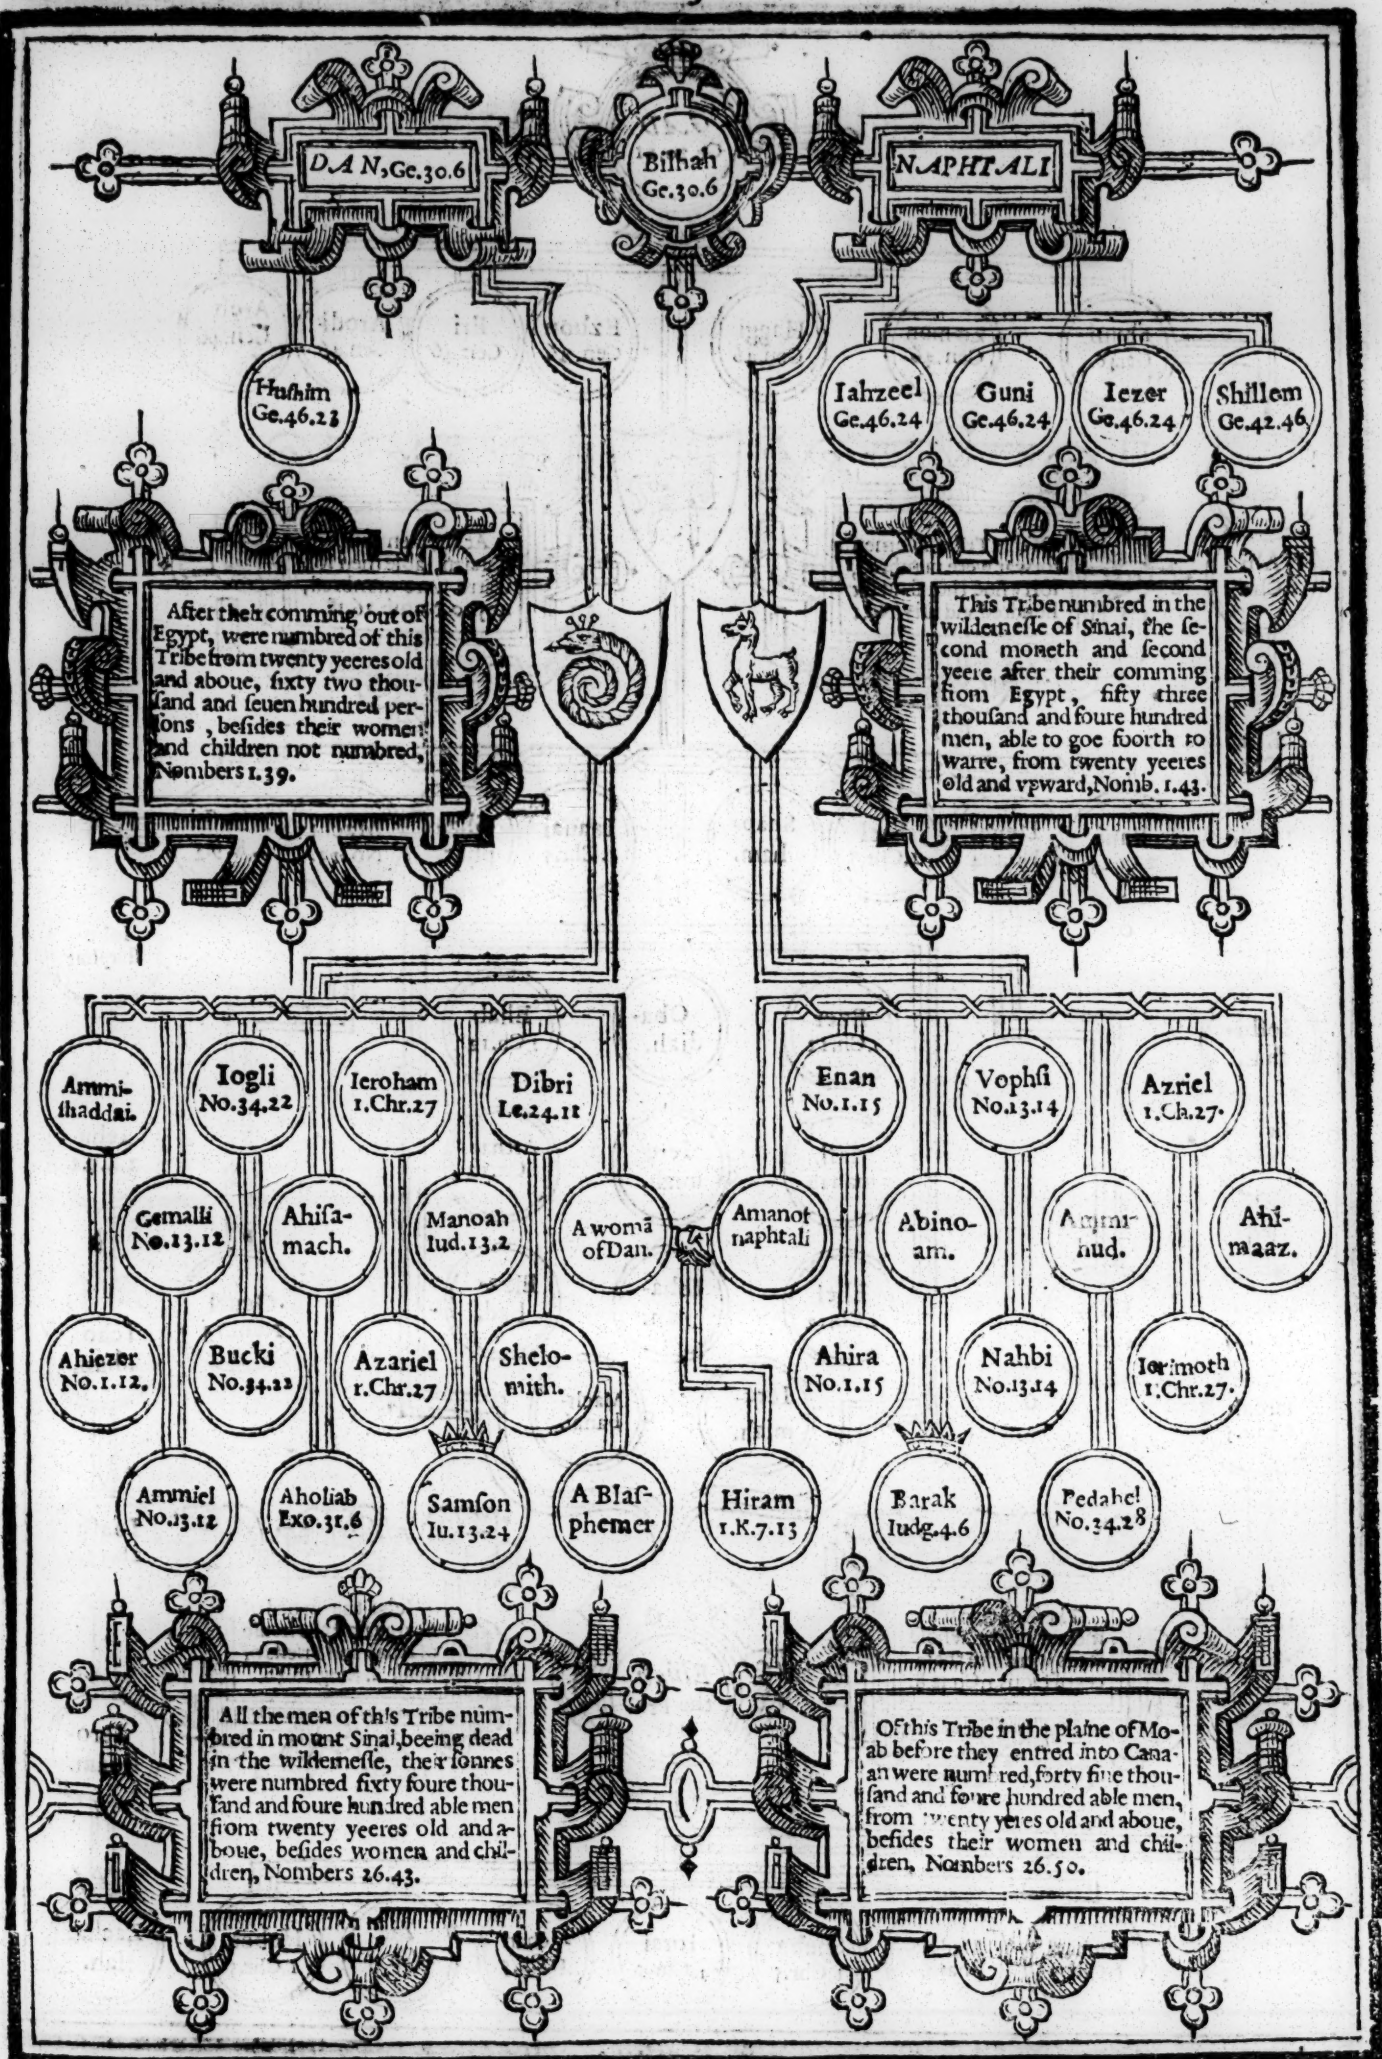 DAN, Ge.30.6
Bilhah
Ge.30.6
NAPHTALI
Hushim
Ge.46.23
Iahzeel
Ge.46.24
Guni
Ge.46.24
Iezer
Ge.46.24
Shillem
Ge.42.46
After their comming out of
Egypt, were numbred of this
Tribe from twenty yeeres old
and aboue, sixty two thou-
ſand and ſeuen hundred per-
ſons, beſides their women
and children not numbred,
Nombers 1.39.
This Tribe numbred in the
wilderneſſe of Sinai, the ſe-
cond moneth and ſecond
yeere after their comming
from Egypt, fifty three
thouſand and foure hundred
men, able to goe foorth to
warre, from twenty yeeres
old and vpward, Nomb. 1.43.
Ammi-
ſhaddai.
Iogli
No.34.22
Ieroham
1.Chr.27
Dibri
Le.24.11
Enan
No.1.15
Vophſi
No.13.14
Azriel
1.Ch.27.
Gemalli
No.13.12
Ahiſa-
mach.
Manoah
Iud.13.2
A womã
of Dan.
Amanof
naphtali
Abino-
am.
Ammi-
hud.
Ahi-
maaz.
Ahiezer
No.1.12.
Bucki
No.34.22
Azariel
1.Chr.27
Shelo-
mith.
Ahira
No.1.15
Nahbi
No.13.14
Ierimoth
1.Chr.27.
Ammiel
No.13.12
Aholiab
Exo.31.6
Samſon
Iu.13.24
A Blaſ-
phemer
Hiram
1.K.7.13
Barak
Iudg.4.6
Pedahel
No.34.28
All the men of this Tribe num-
bred in mount Sinai, beeing dead
in the wilderneſſe, their ſonnes
were numbred ſixty foure thou-
ſand and foure hundred able men
from twenty yeeres old and a-
boue, beſides women and chil-
dren, Nombers 26.43.
Of this Tribe in the plaine of Mo-
ab before they entred into Cana-
an were numbred, forty fiue thou-
ſand and foure hundred able men,
from twenty yeres old and aboue,
beſides their women and chil-
dren, Nombers 26.50.